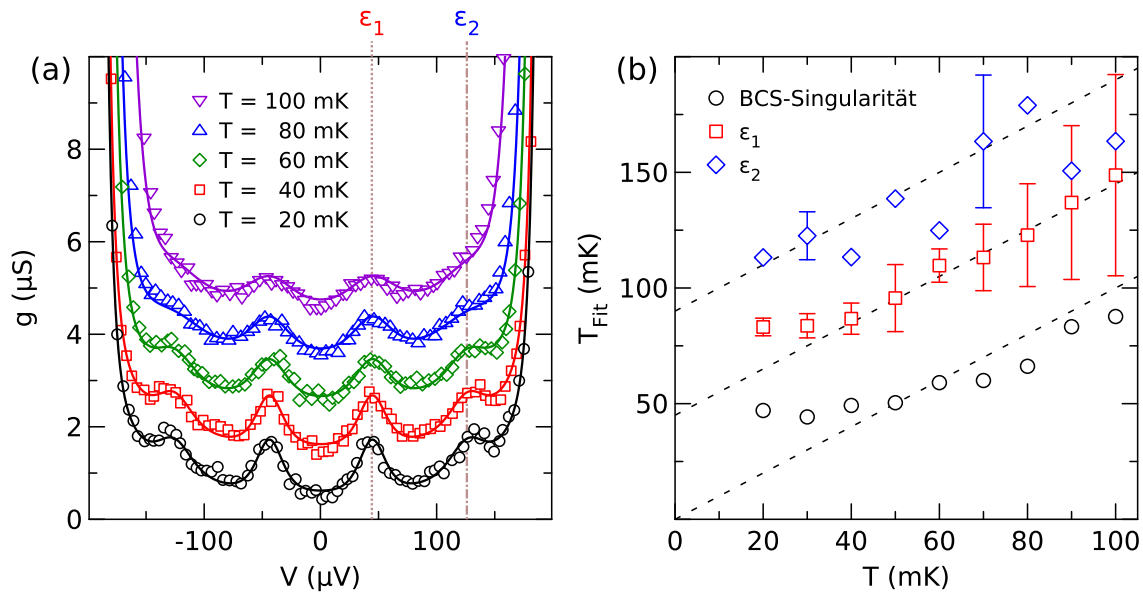 ε1 ε2
(a)
T = 100 mK
T = 80 mK
T = 60 mK
T = 40 mK
T = 20 mK
8
6
4
2
0
g (μS)
-100 0 100
V (μV)
(b)
BCS-Singularität
ε1
ε2
150
100
50
TFit (mK)
0 20 40 60 80 100
T (mK)